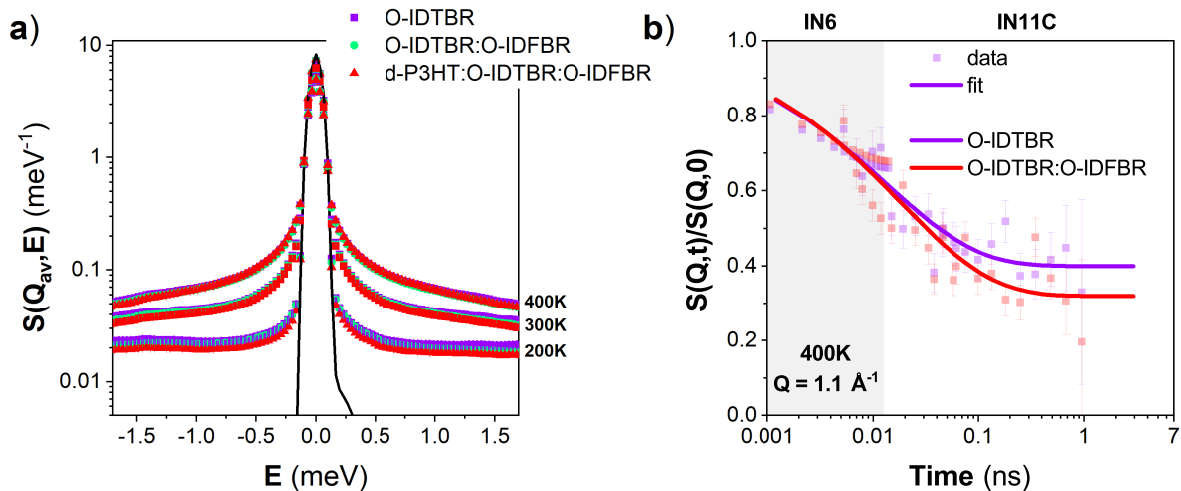 a)
O-IDTBR
O-IDTBR:O-IDFBR
d-P3HT:O-IDTBR:O-IDFBR
10
1
0.1
0.01
S(Qav,E) (meV-1)
400K
300K
200K
-1.5 -1.0 -0.5 0.0 0.5 1.0 1.5
E (meV)
b)
IN6 IN11C
data
fit
O-IDTBR
O-IDTBR:O-IDFBR
1.0
0.8
0.6
0.4
0.2
0.0
S(Q,t)/S(Q,0)
400K
Q = 1.1 Å-1
0.001 0.01 0.1 1 7
Time (ns)